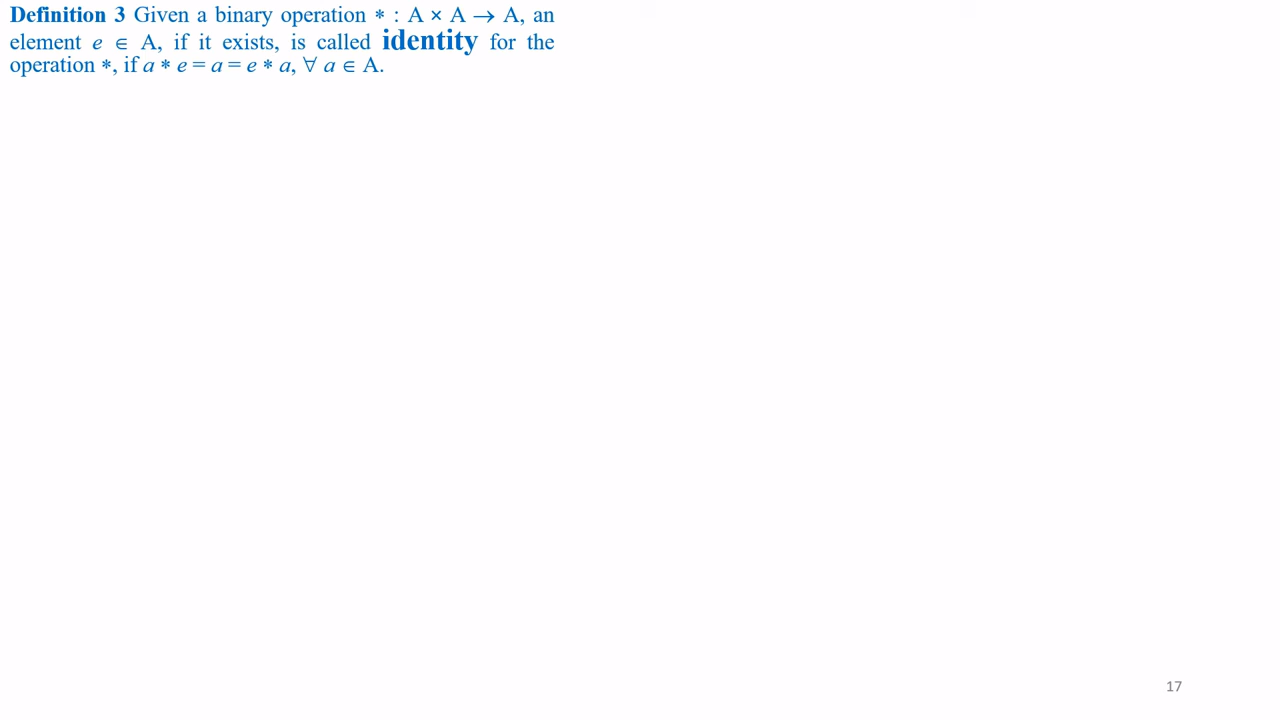 Definition 3 Given a binary operation ∗ : A × A → A, an
element e ∈ A, if it exists, is called identity for the
operation ∗, if a ∗ e = a = e ∗ a, ∀ a ∈ A.
17